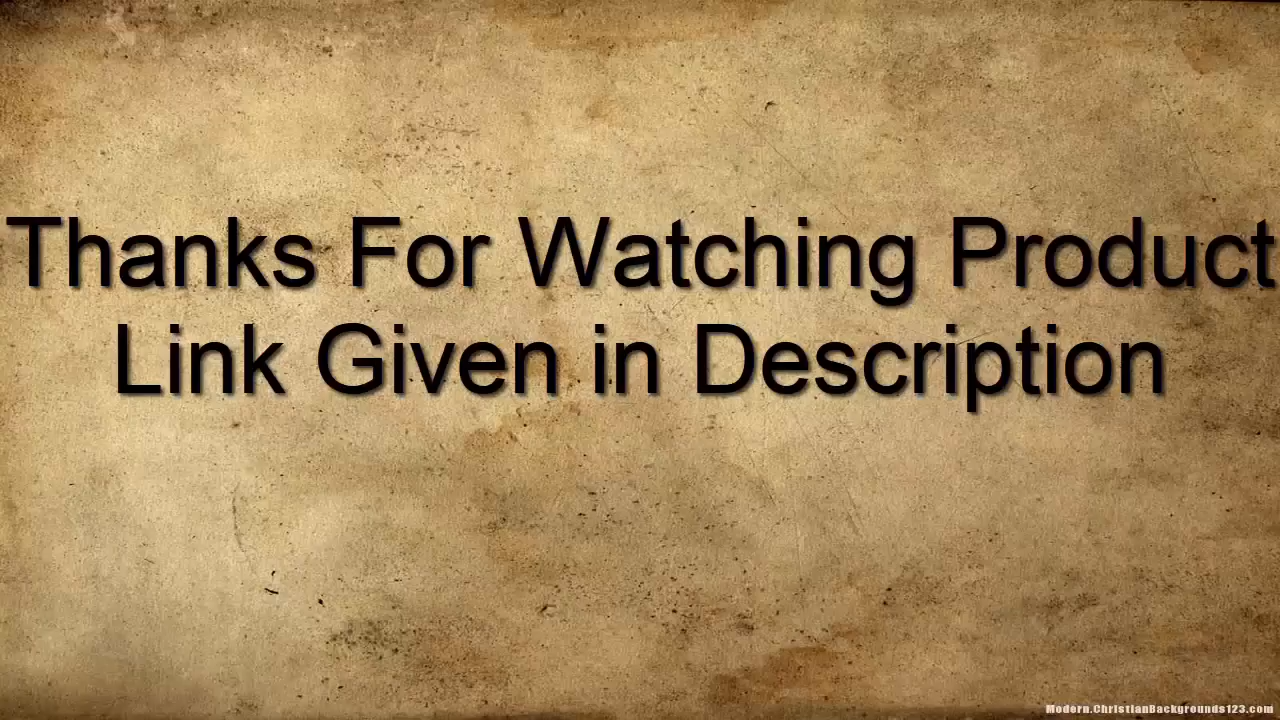 Thanks For Watching Product
Link Given in Description
Modern.ChristianBackgrounds123.com